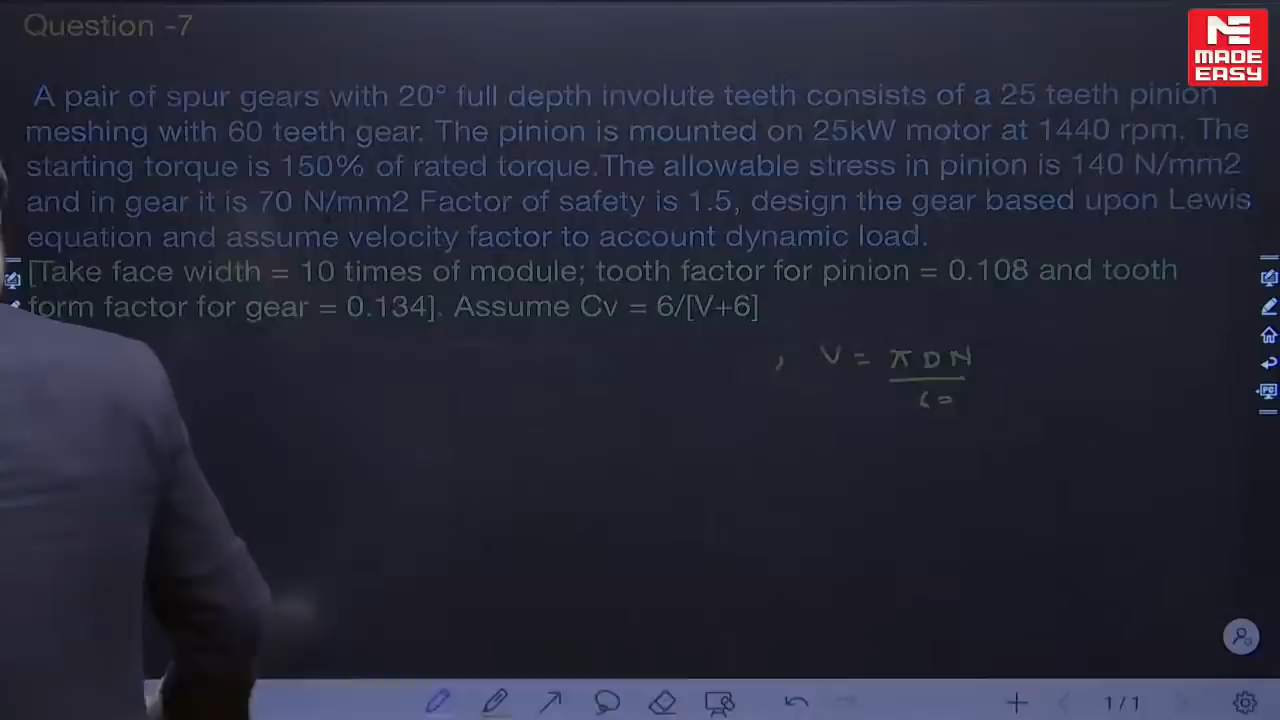 Question -7
MADE
EASY
A pair of spur gears with 20° full depth involute teeth consists of a 25 teeth pinion
meshing with 60 teeth gear. The pinion is mounted on 25kW motor at 1440 rpm. The
starting torque is 150% of rated torque.The allowable stress in pinion is 140 N/mm2
and in gear it is 70 N/mm2 Factor of safety is 1.5, design the gear based upon Lewis
equation and assume velocity factor to account dynamic load.
[Take face width = 10 times of module; tooth factor for pinion = 0.108 and tooth
form factor for gear = 0.134]. Assume Cv = 6/[V+6]
, V = π D N
60
1/1